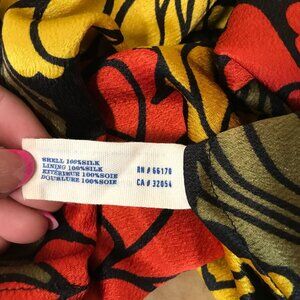 SHELL 100%SILK
LINING 100%SILK
EXTERIEUR 100%SOIE
DOUBLURE 100%SOIE
RN # 66170
CA # 32054